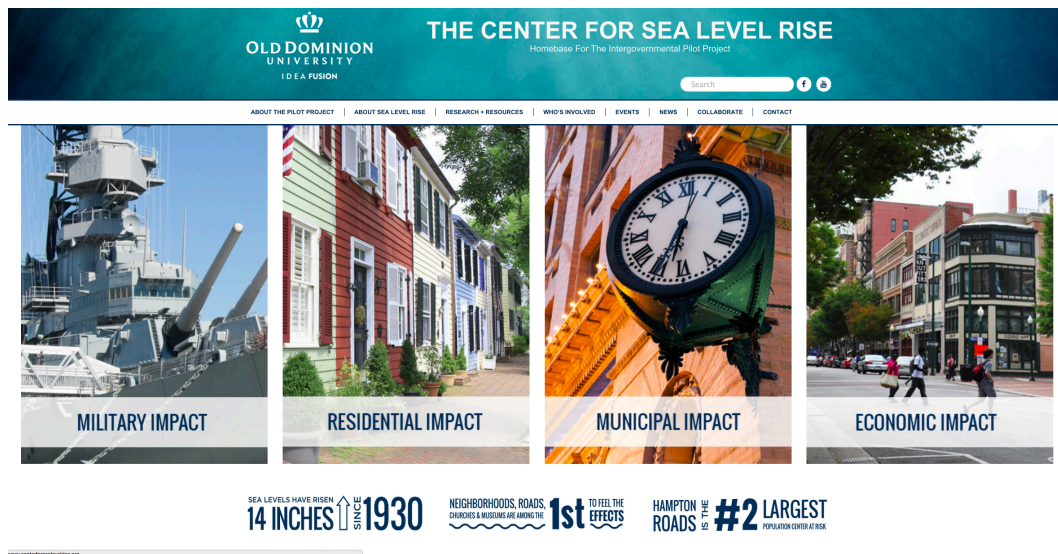 OLD DOMINION
UNIVERSITY
IDEA FUSION
THE CENTER FOR SEA LEVEL RISE
Homebase For The Intergovernmental Pilot Project
Search
ABOUT THE PILOT PROJECT
ABOUT SEA LEVEL RISE
RESEARCH + RESOURCES
WHO'S INVOLVED
EVENTS
NEWS
COLLABORATE
CONTACT
MILITARY IMPACT
RESIDENTIAL IMPACT
MUNICIPAL IMPACT
ECONOMIC IMPACT
SEA LEVELS HAVE RISEN
14 INCHES SINCE 1930
NEIGHBORHOODS, ROADS,
CHURCHES & MUSEUMS ARE AMONG THE
1st TO FEEL THE
EFFECTS
HAMPTON
ROADS IS THE #2 LARGEST
POPULATION CENTER AT RISK